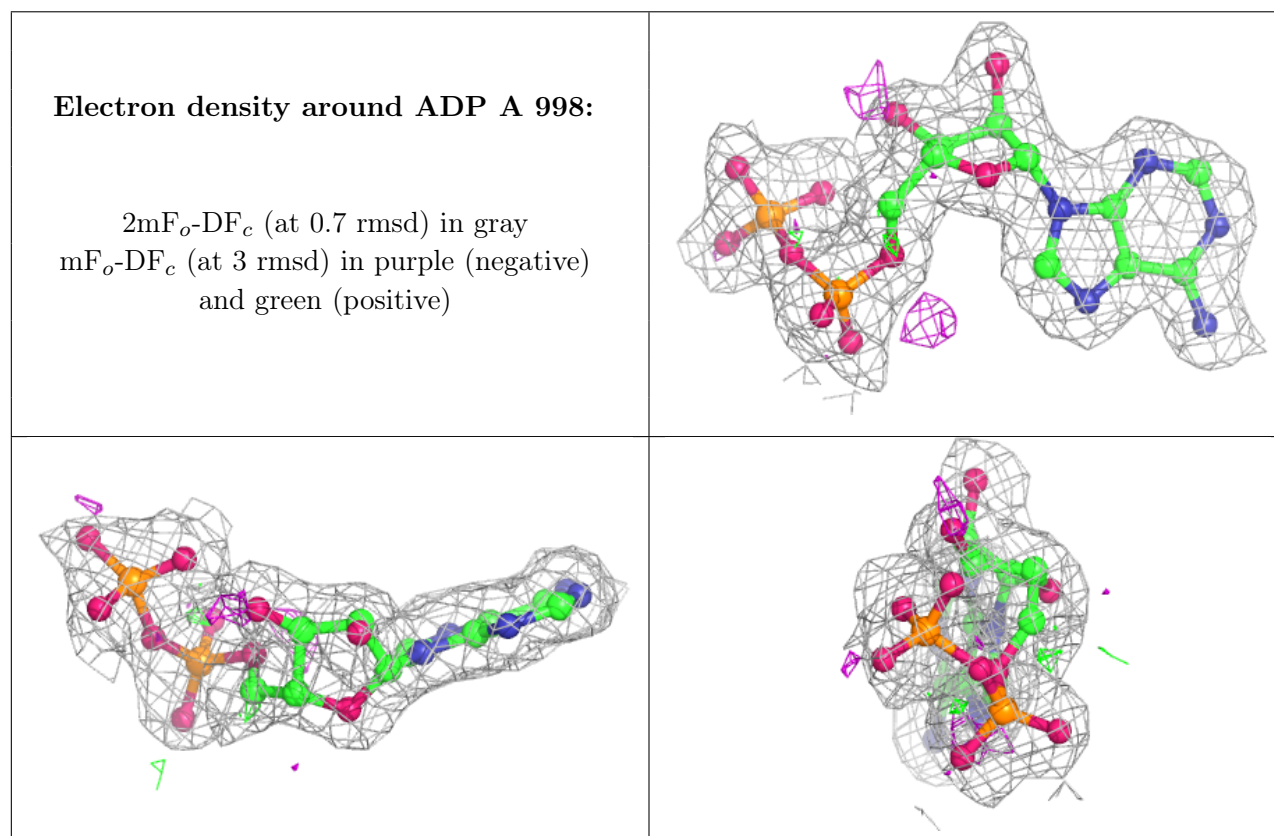 Electron density around ADP A 998:
2mFₒ-DF𝒸 (at 0.7 rmsd) in gray
mFₒ-DF𝒸 (at 3 rmsd) in purple (negative)
and green (positive)